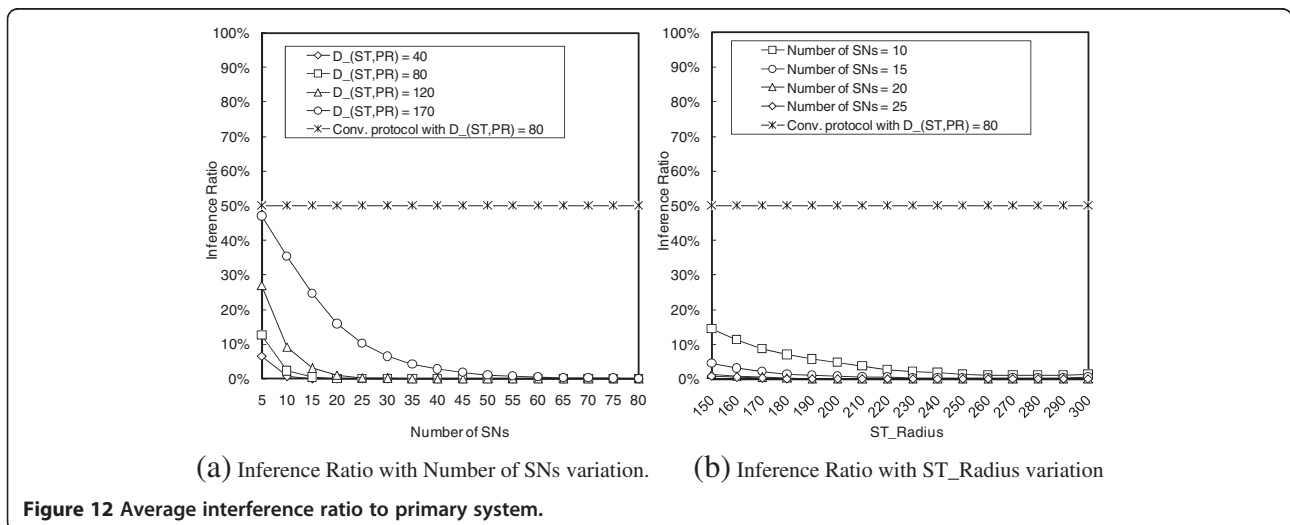 100%
90%
80%
70%
60%
50%
40%
30%
20%
10%
0%
Inference Ratio
D_(ST,PR) = 40
D_(ST,PR) = 80
D_(ST,PR) = 120
D_(ST,PR) = 170
Conv. protocol with D_(ST,PR) = 80
5 10 15 20 25 30 35 40 45 50 55 60 65 70 75 80
Number of SNs
(a) Inference Ratio with Number of SNs variation.
100%
90%
80%
70%
60%
50%
40%
30%
20%
10%
0%
Inference Ratio
Number of SNs = 10
Number of SNs = 15
Number of SNs = 20
Number of SNs = 25
Conv. protocol with D_(ST,PR) = 80
150 160 170 180 190 200 210 220 230 240 250 260 270 280 290 300
ST_Radius
(b) Inference Ratio with ST_Radius variation
Figure 12 Average interference ratio to primary system.